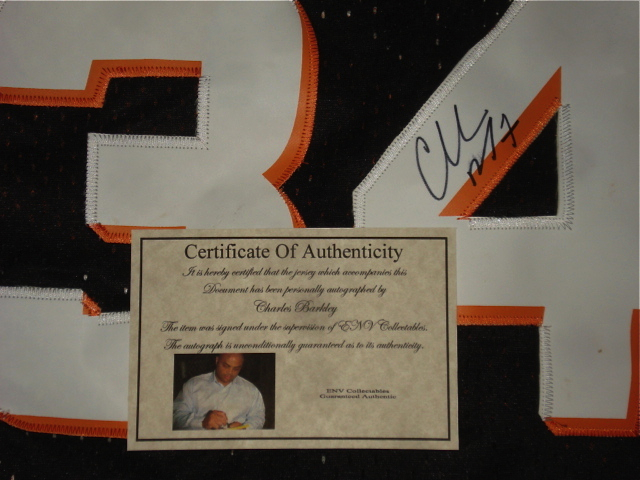 34
Certificate Of Authenticity
It is hereby certified that the jersey which accompanies this
Document has been personally autographed by
Charles Barkley
The item was signed under the supervision of ENV Collectables.
The autograph is unconditionally guaranteed as to its authenticity.
ENV Collectibles
Guaranteed Authentic